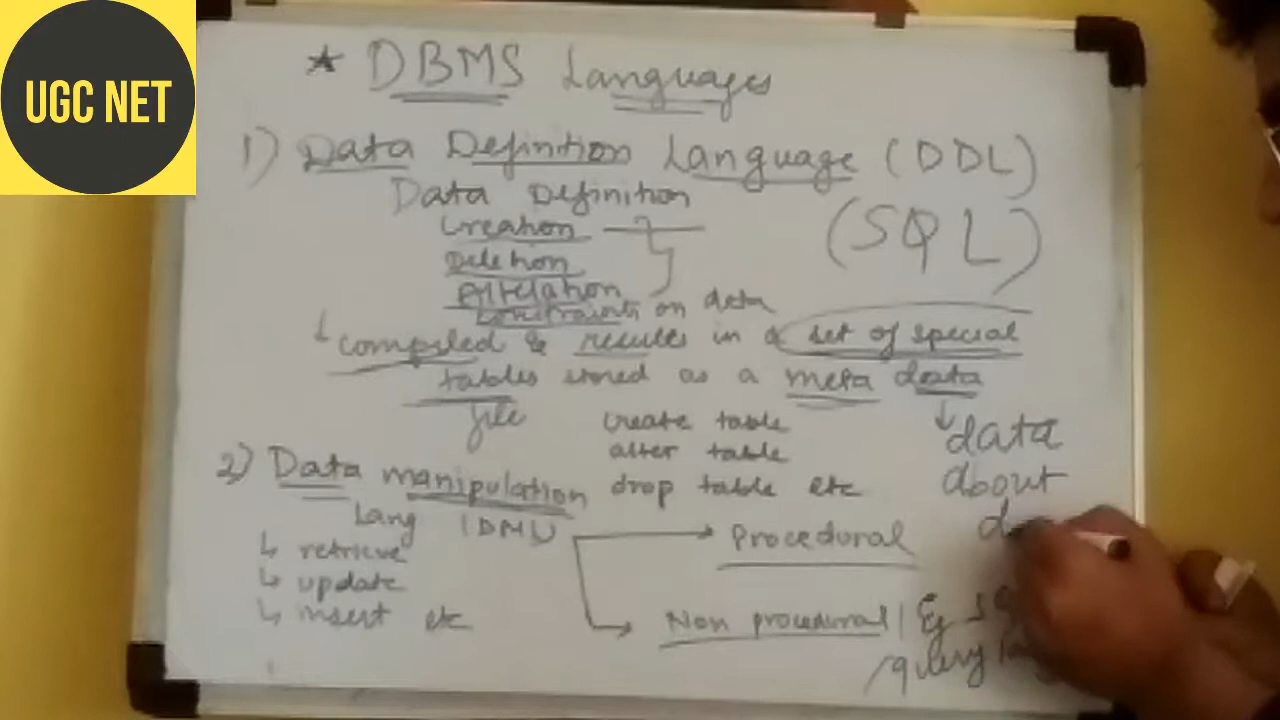 UGC NET
★ DBMS Languages
1) Data Definition Language (DDL)
Data Definition
(SQL)
Creation
Deletion
Alteration
constraints on data
↓ compiled & results in a set of special
tables stored as a meta data
file
↓ data
about
create table
alter table
drop table etc
2) Data manipulation
Lang (DML)
↳ retrieve
↳ update
↳ insert etc
Procedural
Non procedural | Eg
/query